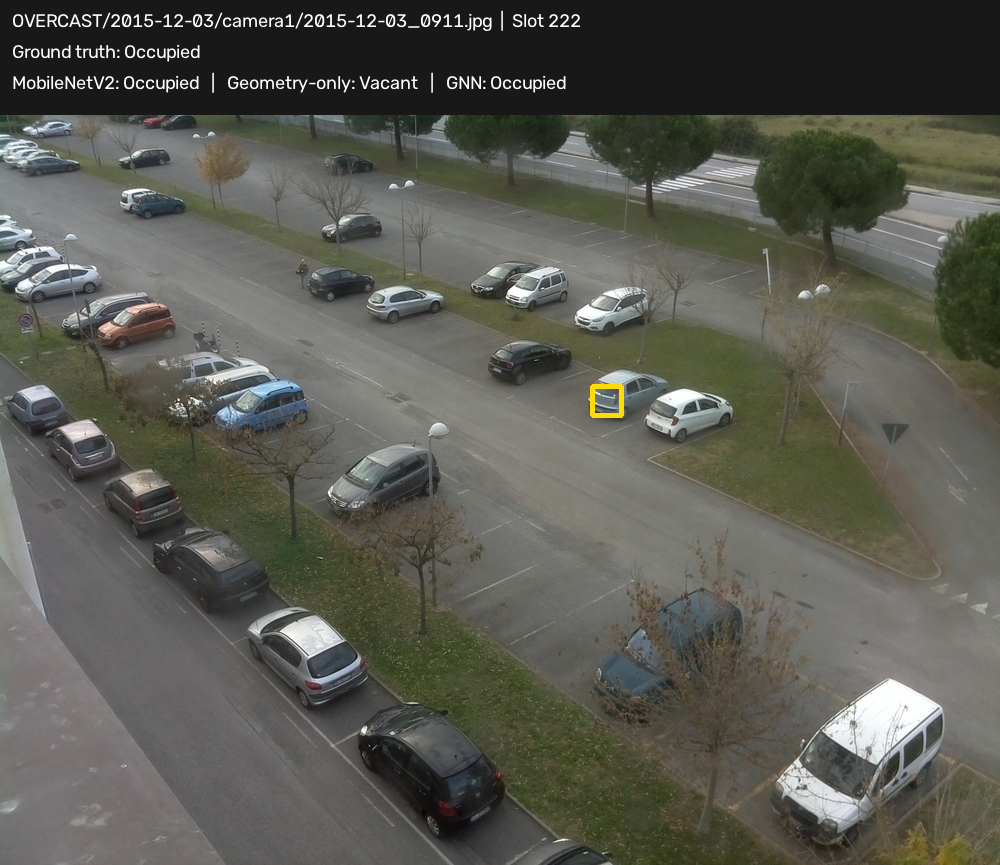 OVERCAST/2015-12-03/camera1/2015-12-03_0911.jpg | Slot 222
Ground truth: Occupied
MobileNetV2: Occupied | Geometry-only: Vacant | GNN: Occupied